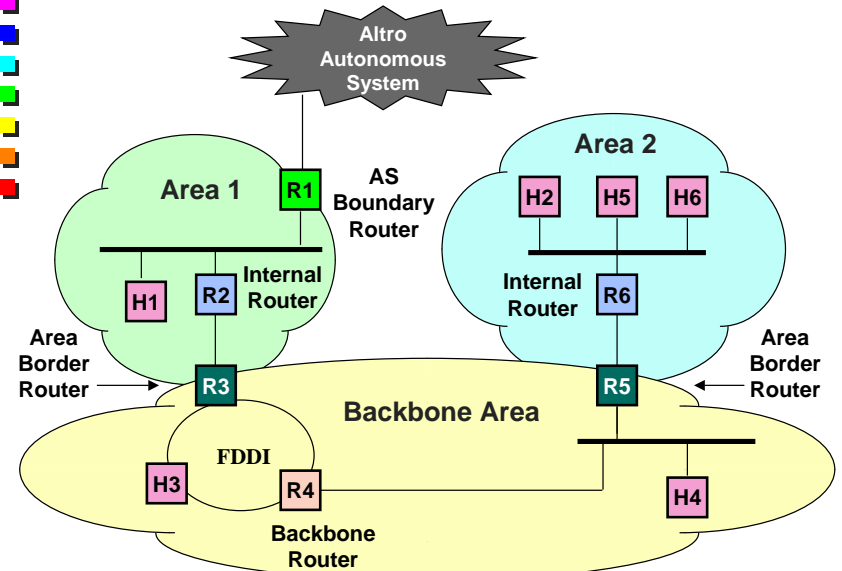 Altro
Autonomous
System
Area 1
R1
AS
Boundary
Router
Area 2
H2
H5
H6
H1
R2
Internal
Router
Internal
Router
R6
Area
Border
Router
R3
R5
Area
Border
Router
Backbone Area
FDDI
H3
R4
H4
Backbone
Router